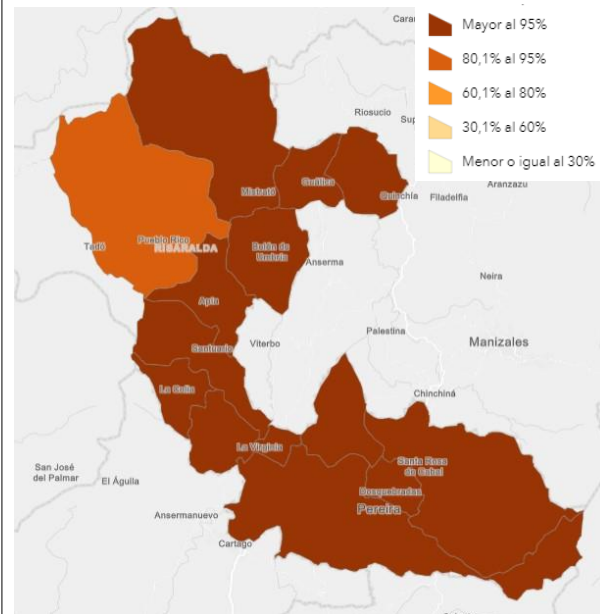 Mayor al 95%
80,1% al 95%
60,1% al 80%
30,1% al 60%
Menor o igual al 30%
Caran
Riosucio
Sup
Aranzazu
Mistrató
Guática
Quinchía
Filadelfia
Tadó
Pueblo Rico
RISARALDA
Belén de
Umbría
Anserma
Neira
Apía
Santuario
Viterbo
Palestina
Manizales
La Celia
Chinchiná
La Virginia
San José
del Palmar
El Águila
Santa Rosa
de Cabal
Dosquebradas
Pereira
Ansermanuevo
Cartago